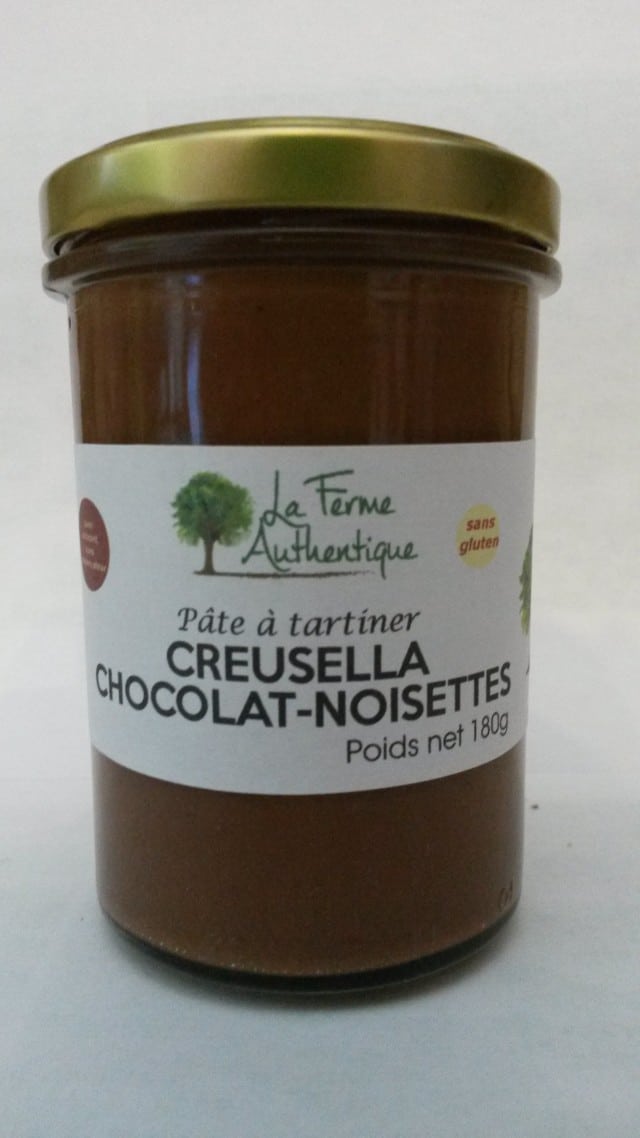 La Ferme
Authentique
sans
gluten
Pâte à tartiner
CREUSELLA
CHOCOLAT-NOISETTES
Poids net 180g